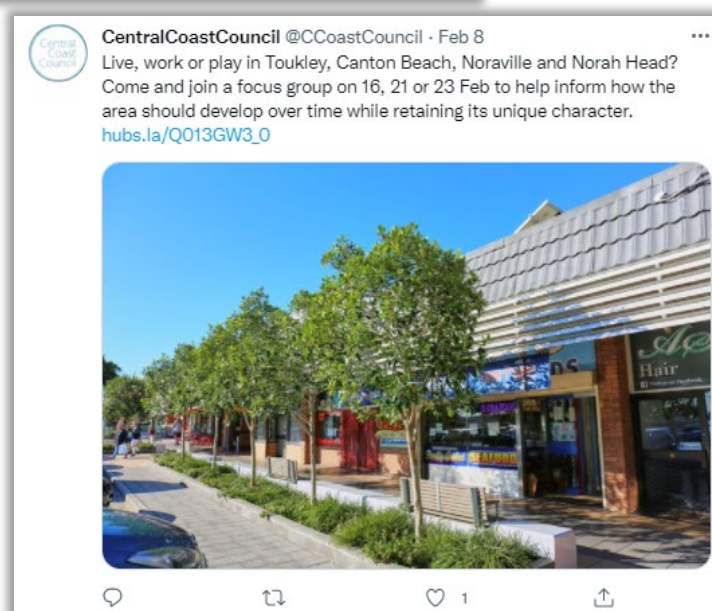 Central
Coast
Council
CentralCoastCouncil @CCoastCouncil · Feb 8
Live, work or play in Toukley, Canton Beach, Noraville and Norah Head?
Come and join a focus group on 16, 21 or 23 Feb to help inform how the
area should develop over time while retaining its unique character.
hubs.la/Q013GW3_0
Hair
SEAFOOD
1